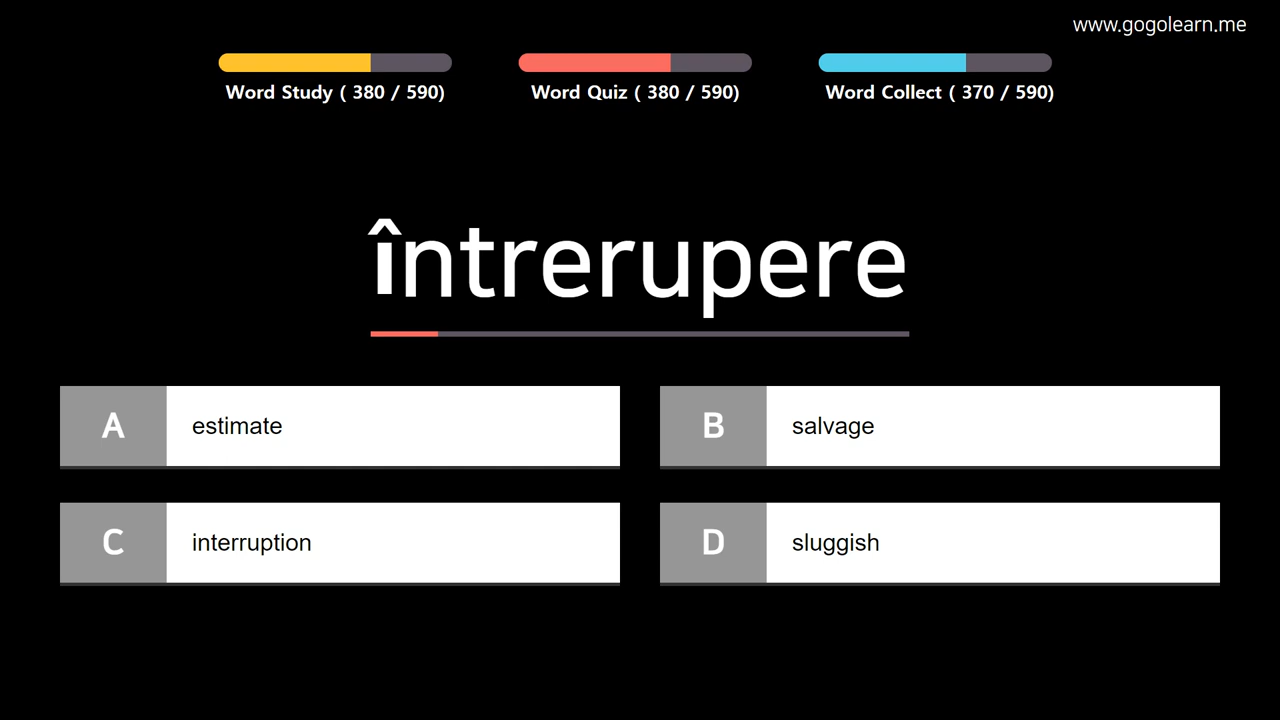 www.gogolearn.me
Word Study ( 380 / 590)
Word Quiz ( 380 / 590)
Word Collect ( 370 / 590)
întrerupere
A estimate
B salvage
C interruption
D sluggish